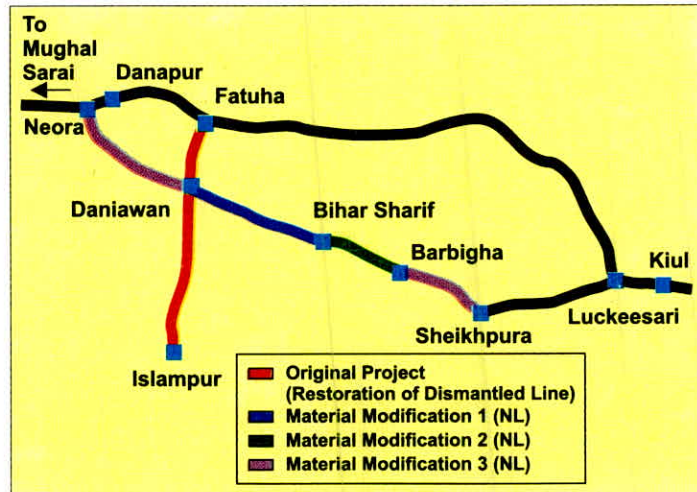 To
Mughal
Sarai
Danapur
Fatuha
Neora
Daniawan
Bihar Sharif
Barbigha
Kiul
Luckeesari
Sheikhpura
Islampur
Original Project
(Restoration of Dismantled Line)
Material Modification 1 (NL)
Material Modification 2 (NL)
Material Modification 3 (NL)